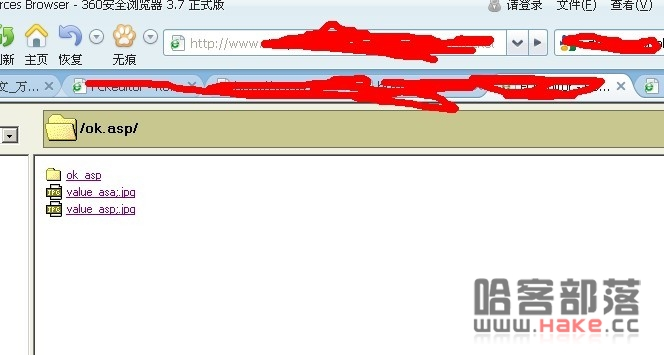 rces Browser - 360安全浏览器 3.7 正式版
请登录 文件(F) 查看(V)
刷新 主页 恢复 无痕
http://www.
文_万...
/ok.asp/
ok_asp
value_asa;.jpg
value_asp;.jpg
哈客部落
www.Hake.cc